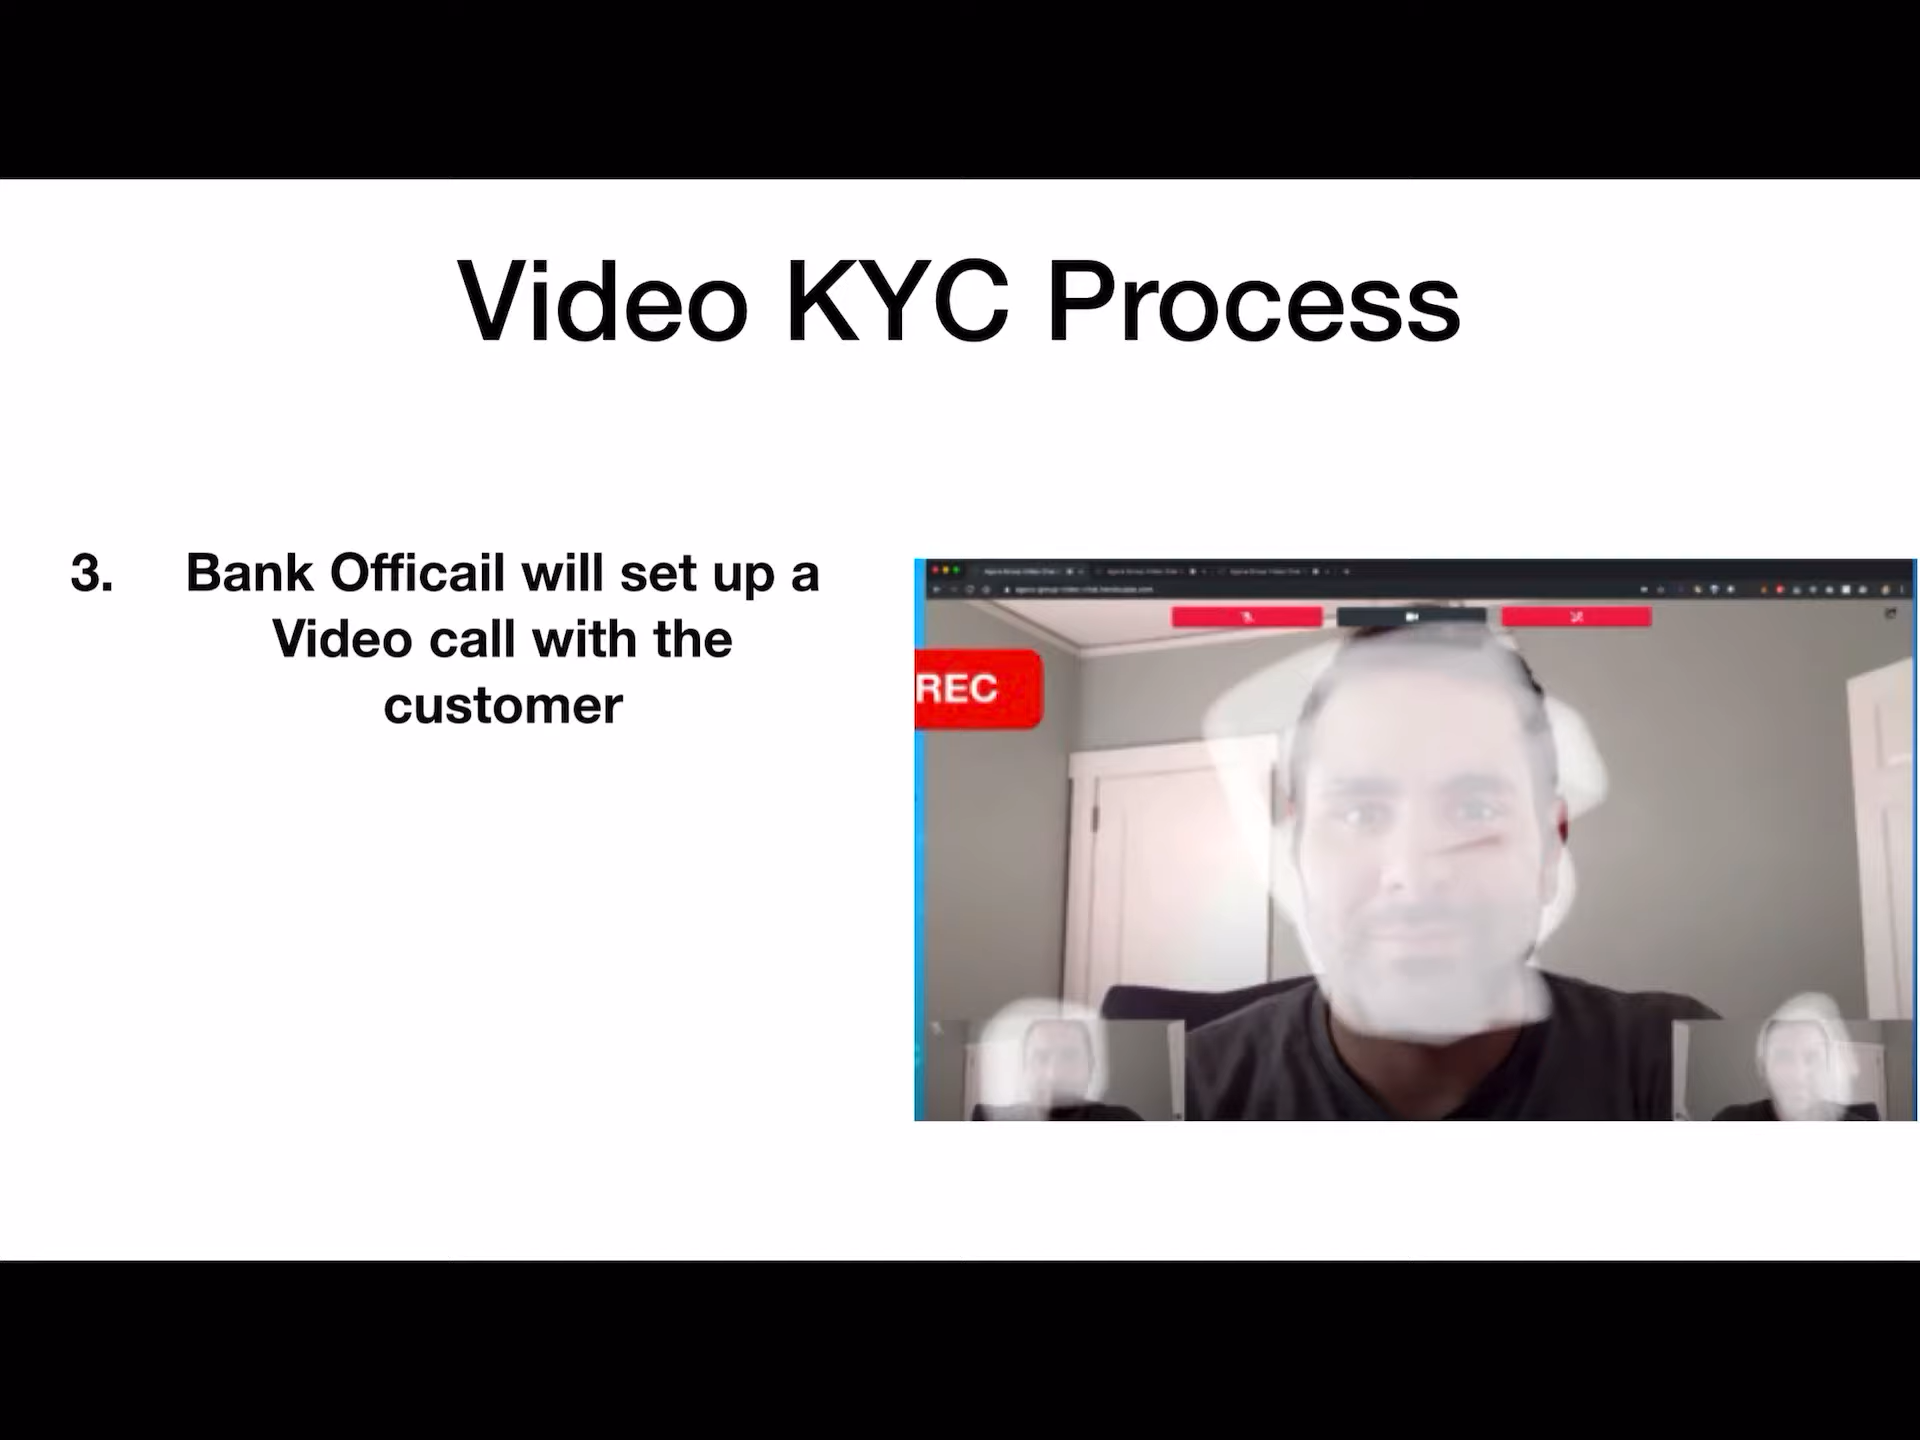 Video KYC Process
3. Bank Officail will set up a
Video call with the
customer
REC